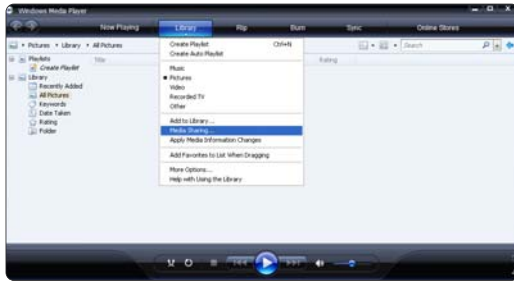 Windows Media Player
Now Playing Library Rip Burn Sync Online Stores
Pictures Library All Pictures Search
Playlists
Create Playlist
Library
Recently Added
All Pictures
Keywords
Date Taken
Rating
Folder
Title
Rating
Create Playlist Ctrl+N
Create Auto Playlist
Music
Pictures
Video
Recorded TV
Other
Add to Library...
Media Sharing...
Apply Media Information Changes
Add Favorites to List When Dragging
More Options...
Help with Using the Library